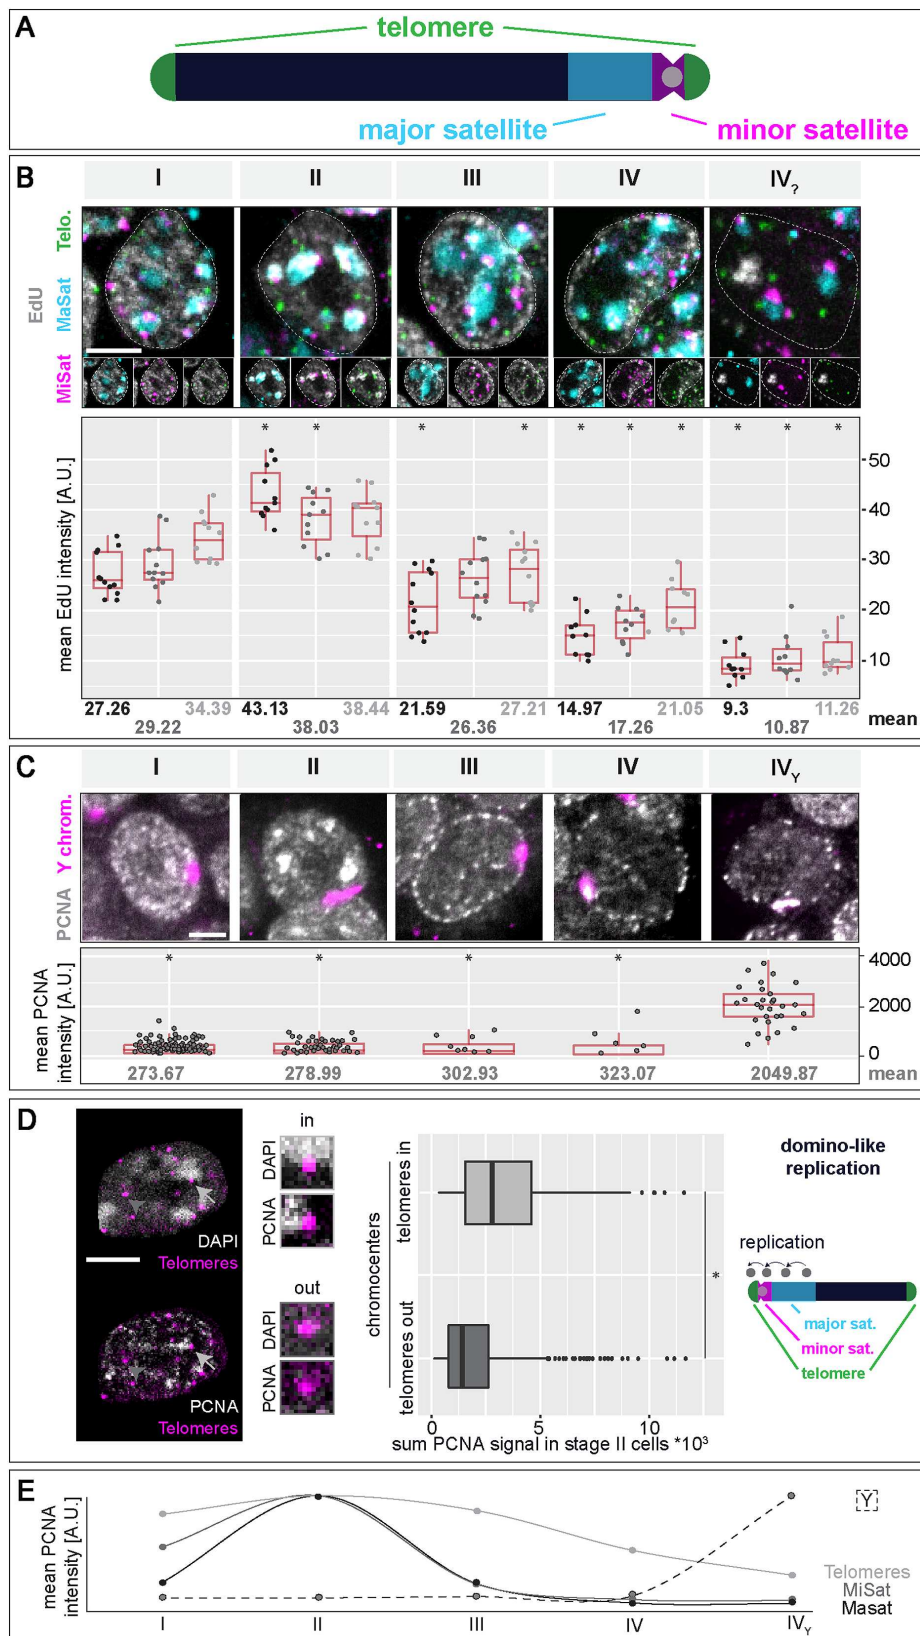 A
telomere
major satellite
minor satellite
B
I
II
III
IV
IV?
EdU
MiSat MaSat Telo.
* * * * * * * * * *
mean EdU intensity [A.U.]
50
40
30
20
10
27.26 34.39 43.13 38.44 21.59 27.21 14.97 21.05 9.3 11.26 mean
29.22 38.03 26.36 17.26 10.87
C
I
II
III
IV
IVY
PCNA Y chrom.
* * * *
mean PCNA
intensity [A.U.]
4000
2000
0
273.67 278.99 302.93 323.07 2049.87 mean
D
DAPI
Telomeres
PCNA
Telomeres
in
DAPI
PCNA
out
DAPI
PCNA
chromocenters
telomeres in
telomeres out
*
0 5 10
sum PCNA signal in stage II cells *10³
domino-like
replication
replication
major sat.
minor sat.
telomere
E
mean PCNA
intensity [A.U.]
Y
Telomeres
MiSat
Masat
I II III IV IVY